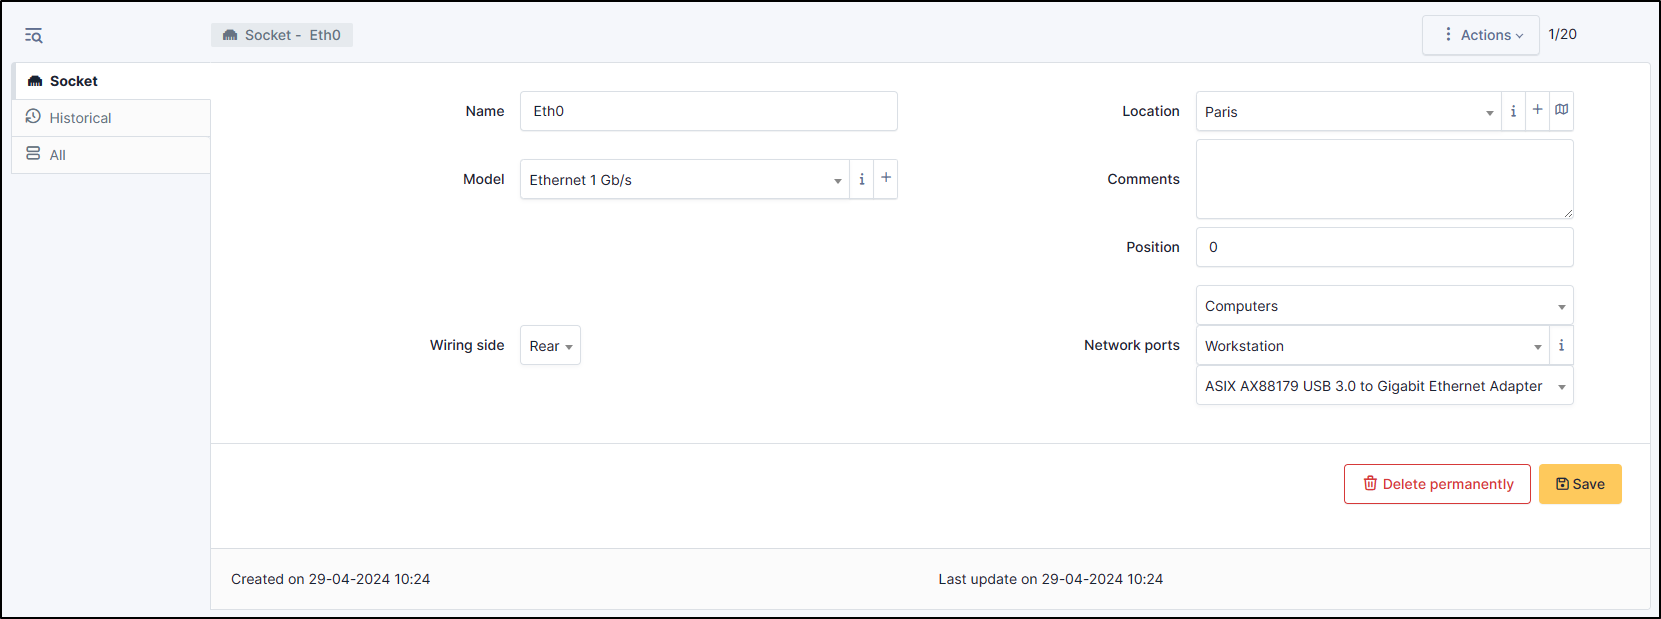 Socket - Eth0
Actions
1/20
Socket
Historical
All
Name
Eth0
Location
Paris
Model
Ethernet 1 Gb/s
Comments
Position
0
Wiring side
Rear
Network ports
Computers
Workstation
ASIX AX88179 USB 3.0 to Gigabit Ethernet Adapter
Delete permanently
Save
Created on 29-04-2024 10:24
Last update on 29-04-2024 10:24